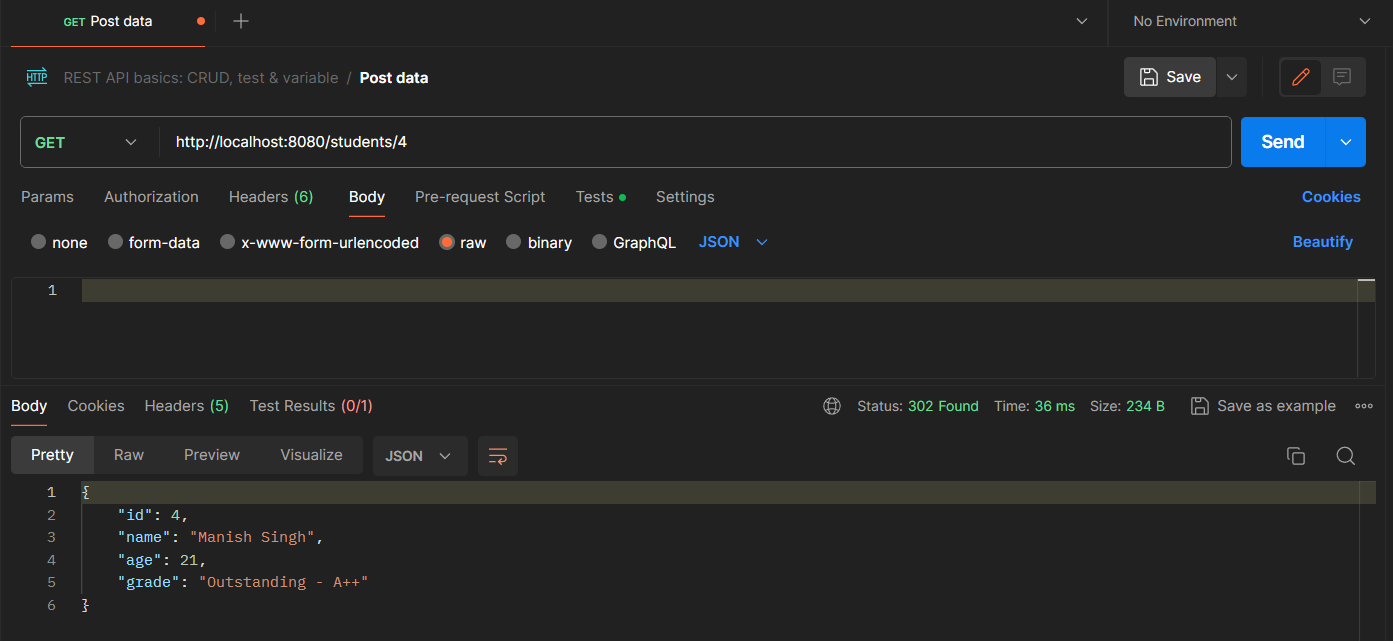 GET Post data
No Environment
HTTP REST API basics: CRUD, test & variable / Post data
Save
GET http://localhost:8080/students/4
Send
Params Authorization Headers (6) Body Pre-request Script Tests Settings
Cookies
none form-data x-www-form-urlencoded raw binary GraphQL JSON
Beautify
1
Body Cookies Headers (5) Test Results (0/1)
Status: 302 Found Time: 36 ms Size: 234 B Save as example
Pretty Raw Preview Visualize JSON
1 {
2 "id": 4,
3 "name": "Manish Singh",
4 "age": 21,
5 "grade": "Outstanding - A++"
6 }